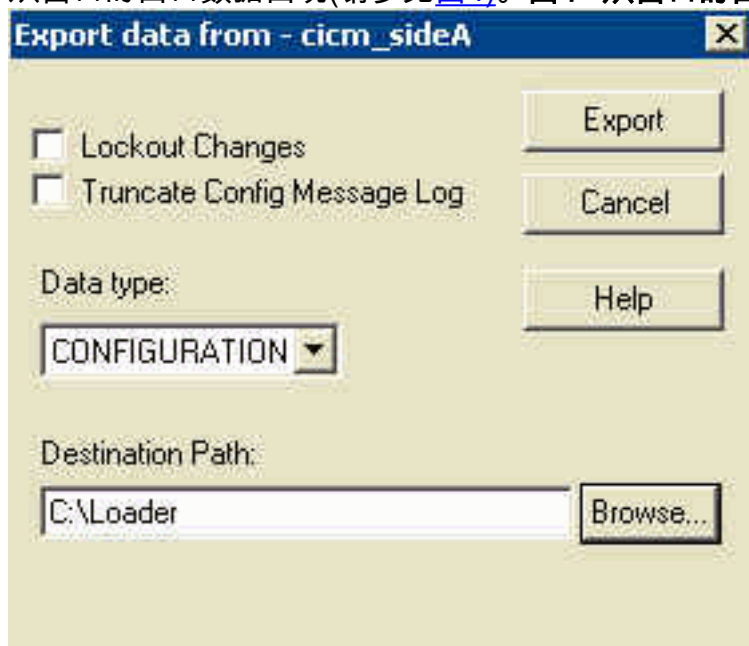 Export data from - cicm_sideA
Lockout Changes
Truncate Config Message Log
Export
Cancel
Data type:
Help
CONFIGURATION
Destination Path:
C:\Loader
Browse...